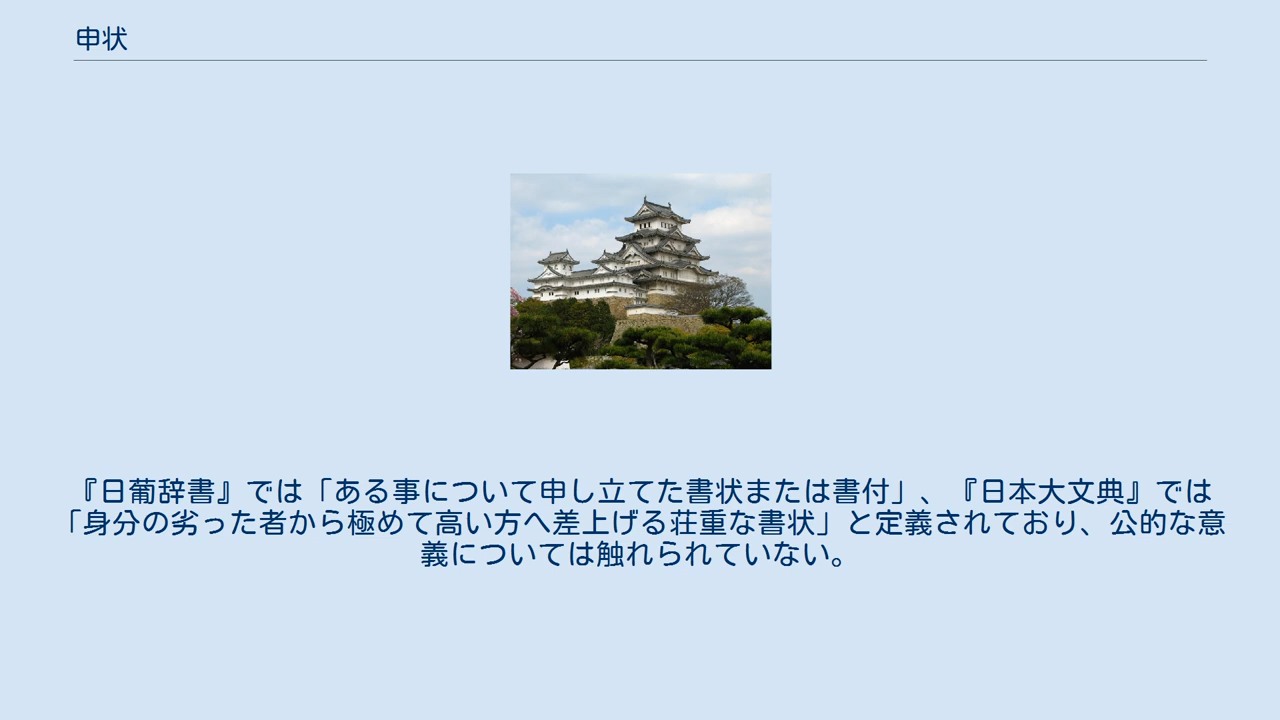 申状
『日葡辞書』では「ある事について申し立てた書状または書付」、『日本大文典』では
「身分の劣った者から極めて高い方へ差上げる荘重な書状」と定義されており、公的な意
義については触れられていない。